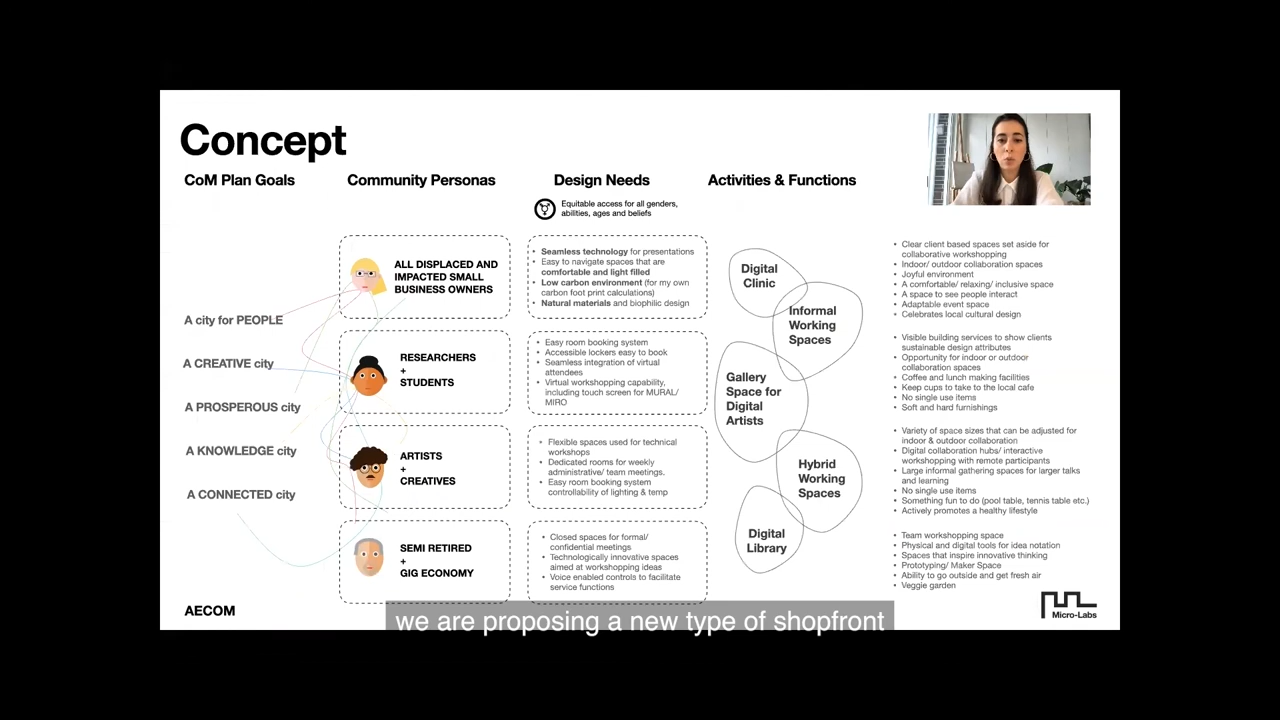 Concept
CoM Plan Goals
Community Personas
Design Needs
Activities & Functions
Equitable access for all genders,
abilities, ages and beliefs
A city for PEOPLE
A CREATIVE city
A PROSPEROUS city
A KNOWLEDGE city
A CONNECTED city
ALL DISPLACED AND
IMPACTED SMALL
BUSINESS OWNERS
RESEARCHERS
+
STUDENTS
ARTISTS
+
CREATIVES
SEMI RETIRED
+
GIG ECONOMY
• Seamless technology for presentations
• Easy to navigate spaces that are
comfortable and light filled
• Low carbon environment (for my own
carbon foot print calculations)
• Natural materials and biophilic design
• Easy room booking system
• Accessible lockers easy to book
• Seamless integration of virtual
attendees
• Virtual workshopping capability,
including touch screen for MURAL/
MIRO
• Flexible spaces used for technical
workshops
• Dedicated rooms for weekly
administrative/ team meetings.
• Easy room booking system
controllability of lighting & temp
• Closed spaces for formal/
confidential meetings
• Technologically innovative spaces
aimed at workshopping ideas
• Voice enabled controls to facilitate
service functions
Digital
Clinic
Informal
Working
Spaces
Gallery
Space for
Digital
Artists
Hybrid
Working
Spaces
Digital
Library
• Clear client based spaces set aside for
collaborative workshopping
• Indoor/ outdoor collaboration spaces
• Joyful environment
• A comfortable/ relaxing/ inclusive space
• A space to see people interact
• Adaptable event space
• Celebrates local cultural design
• Visible building services to show clients
sustainable design attributes
• Opportunity for indoor or outdoor
collaboration spaces
• Coffee and lunch making facilities
• Keep cups to take to the local cafe
• No single use items
• Soft and hard furnishings
• Variety of space sizes that can be adjusted for
indoor & outdoor collaboration
• Digital collaboration hubs/ interactive
workshopping with remote participants
• Large informal gathering spaces for larger talks
and learning
• No single use items
• Something fun to do (pool table, tennis table etc.)
• Actively promotes a healthy lifestyle
• Team workshopping space
• Physical and digital tools for idea notation
• Spaces that inspire innovative thinking
• Prototyping/ Maker Space
• Ability to go outside and get fresh air
• Veggie garden
AECOM
Micro-Labs
we are proposing a new type of shopfront